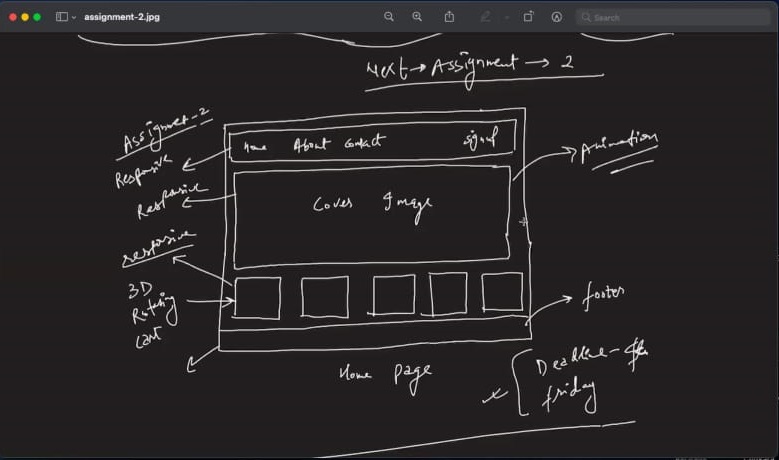 assignment-2.jpg
Search
Next → Assignment → 2
Assignment-2
Responsive
Home About Contact Signup
Animation
Responsive
Cover Image
responsive
3D
Rotating
Card
footer
Home Page
Deadline -
friday